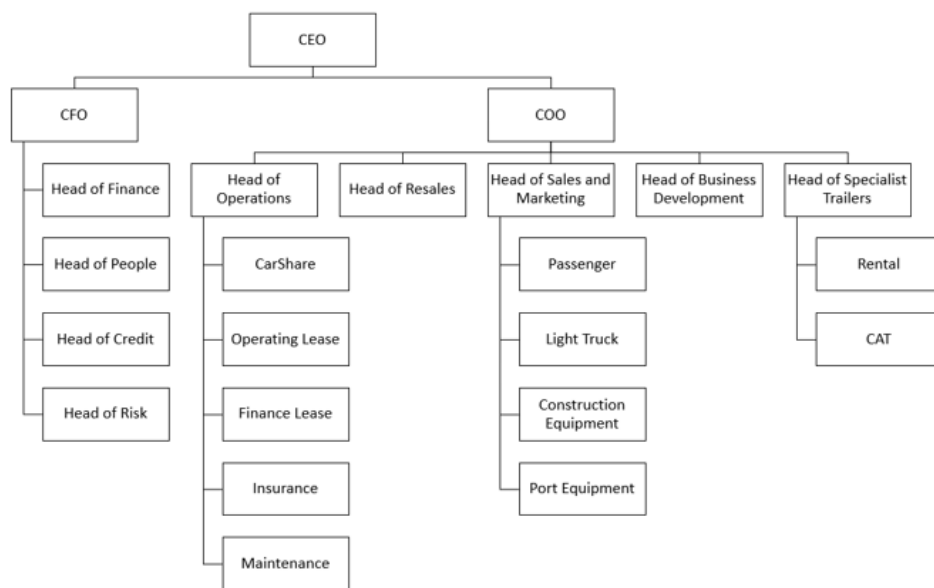 CEO
CFO
COO
Head of Finance
Head of People
Head of Credit
Head of Risk
Head of
Operations
Head of Resales
Head of Sales and
Marketing
Head of Business
Development
Head of Specialist
Trailers
CarShare
Operating Lease
Finance Lease
Insurance
Maintenance
Passenger
Light Truck
Construction
Equipment
Port Equipment
Rental
CAT